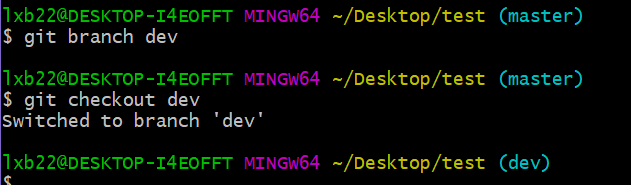 lxb22@DESKTOP-I4EOFFT MINGW64 ~/Desktop/test (master)
$ git branch dev
lxb22@DESKTOP-I4EOFFT MINGW64 ~/Desktop/test (master)
$ git checkout dev
Switched to branch 'dev'
lxb22@DESKTOP-I4EOFFT MINGW64 ~/Desktop/test (dev)
$